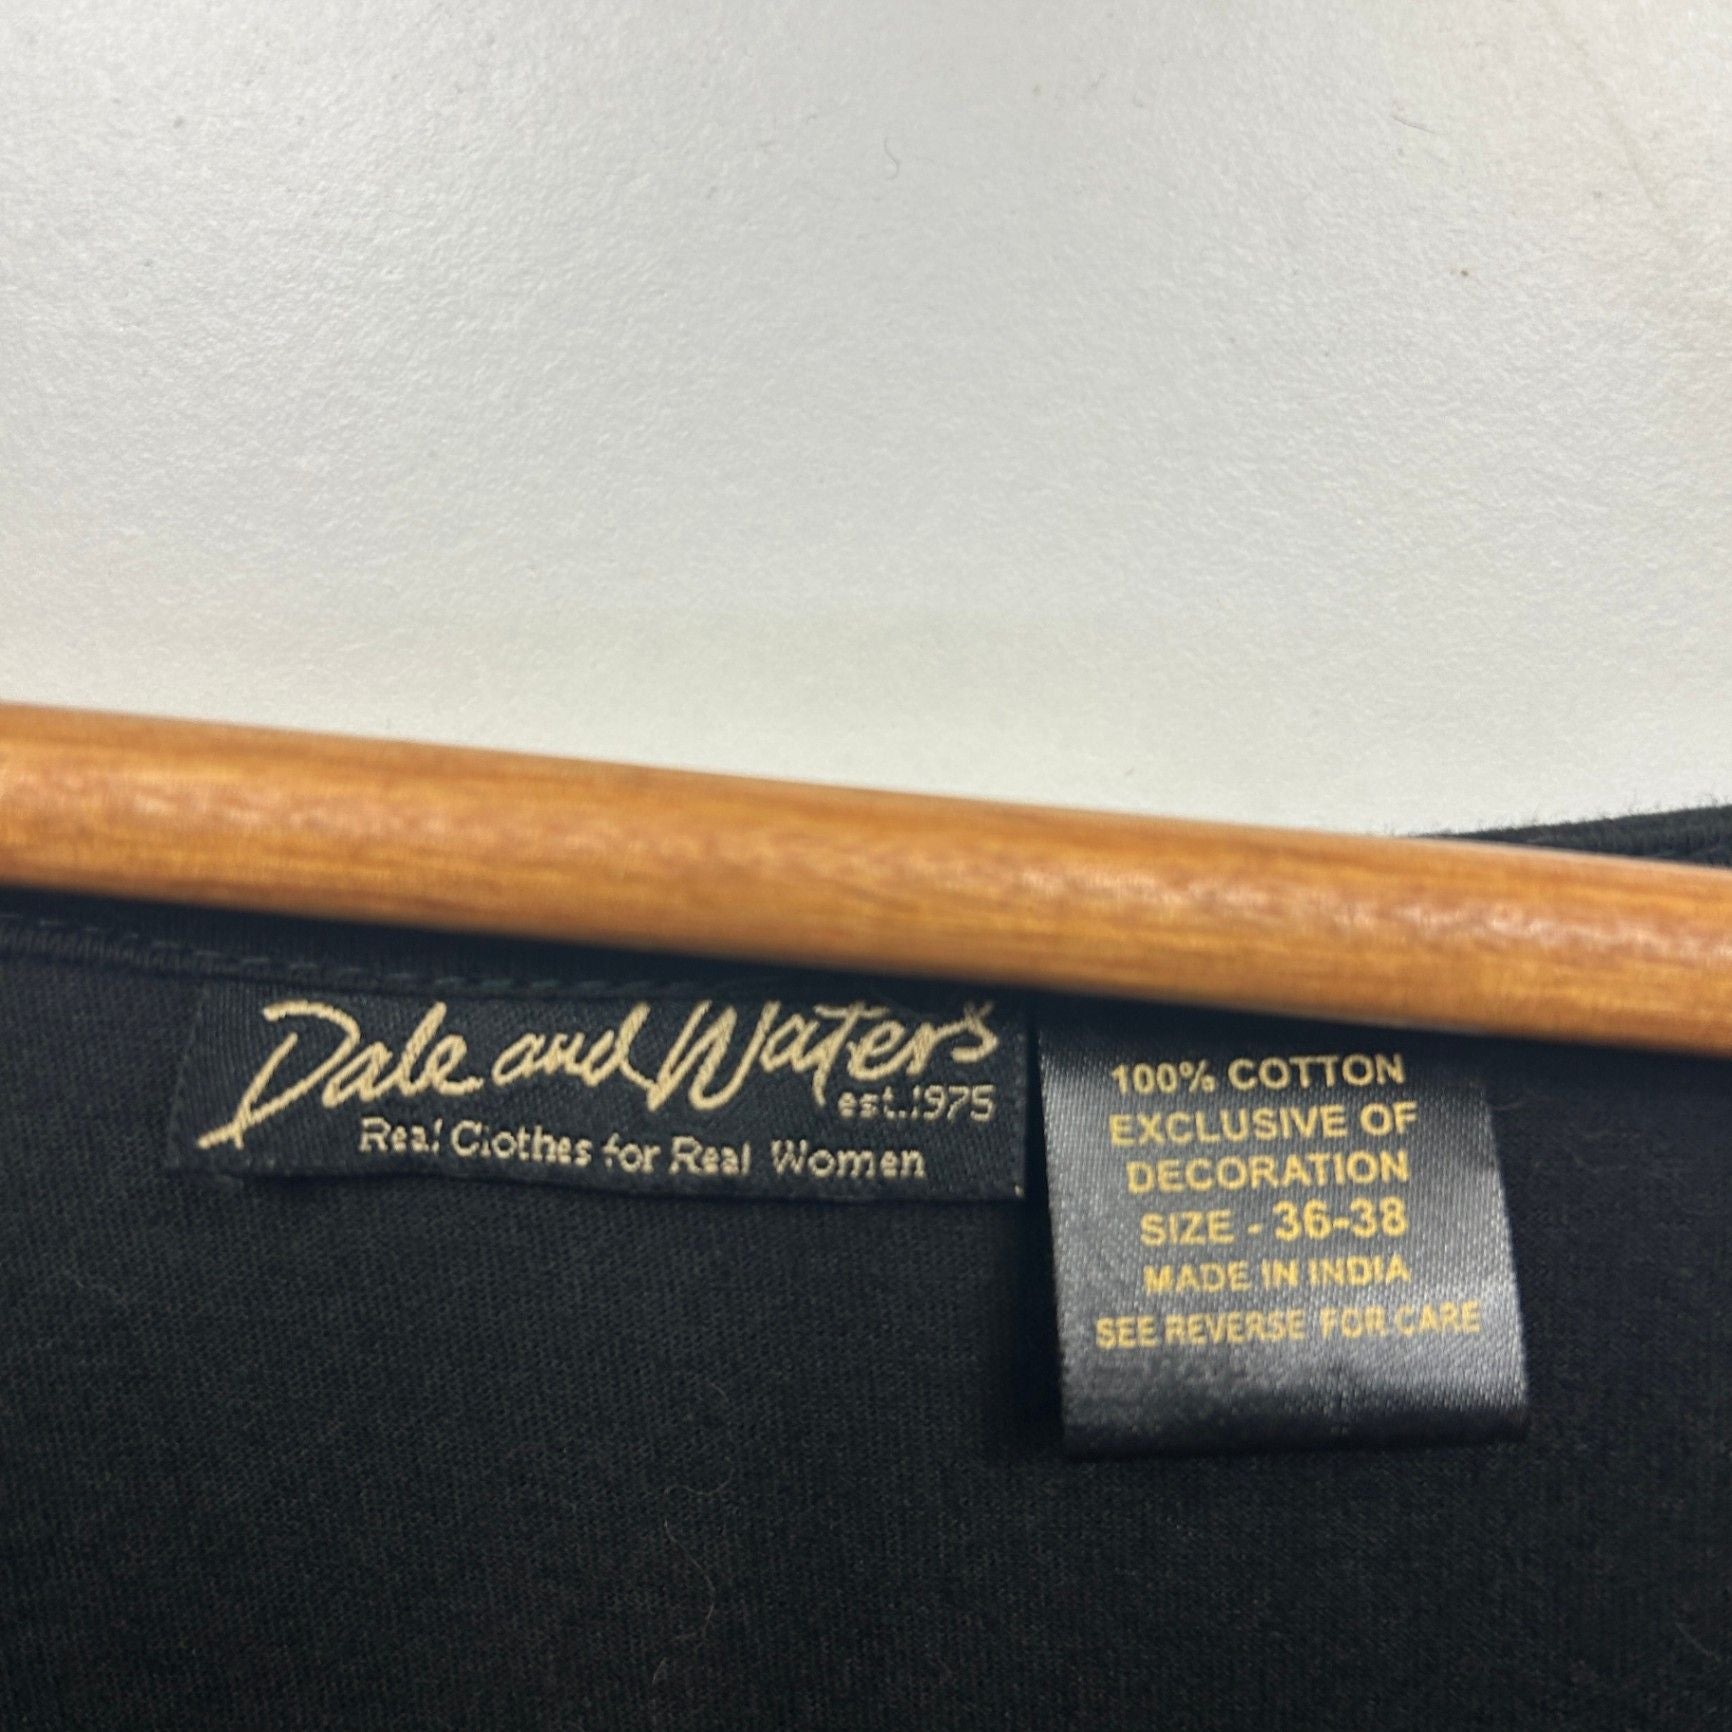 Dale and Waters
est.1975
Real Clothes for Real Women
100% COTTON
EXCLUSIVE OF
DECORATION
SIZE - 36-38
MADE IN INDIA
SEE REVERSE FOR CARE